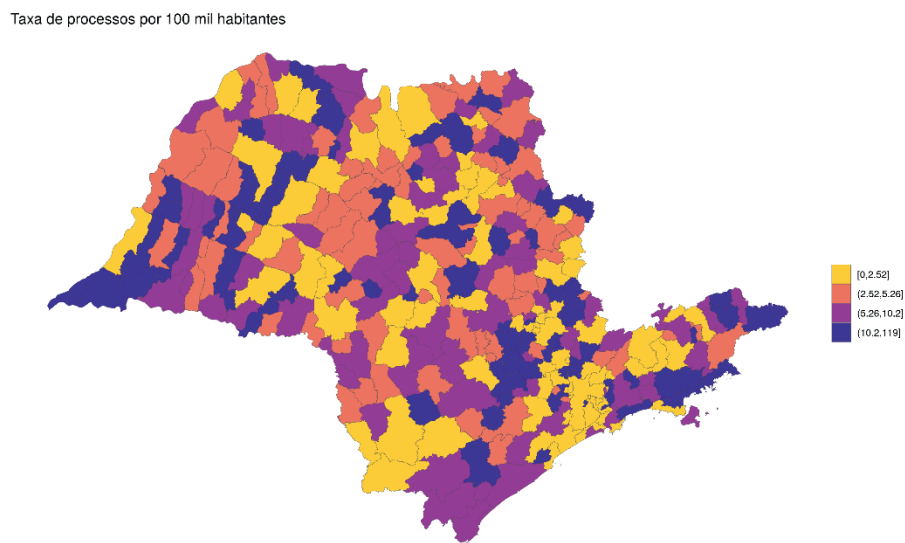 Taxa de processos por 100 mil habitantes
[0,2.52]
(2.52,5.26]
(5.26,10.2]
(10.2,119]